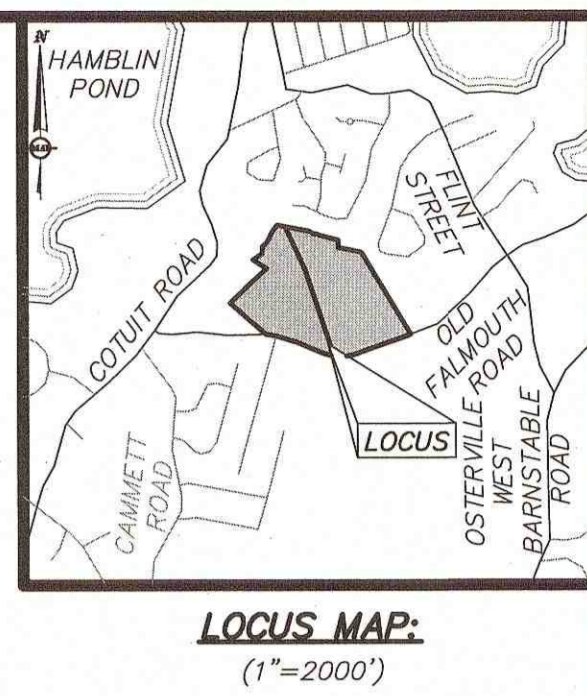 N
HAMBLIN
POND
FLINT
STREET
COTUIT ROAD
OLD
FALMOUTH
ROAD
LOCUS
OSTERVILLE
WEST
BARNSTABLE
ROAD
CAMMETT
ROAD
LOCUS MAP:
(1"=2000')